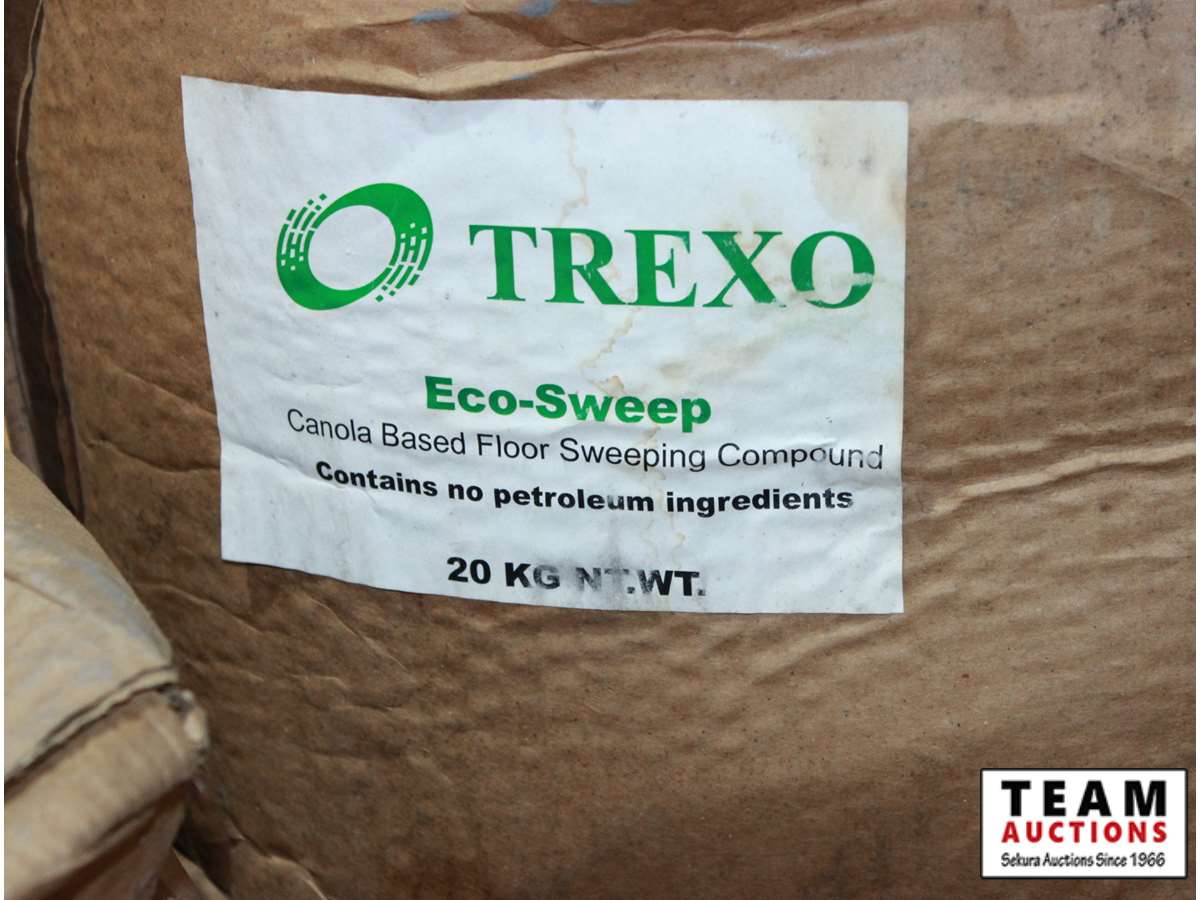 TREXO
Eco-Sweep
Canola Based Floor Sweeping Compound
Contains no petroleum ingredients
20 KG NT.WT.
TEAM
AUCTIONS
Sekura Auctions Since 1966